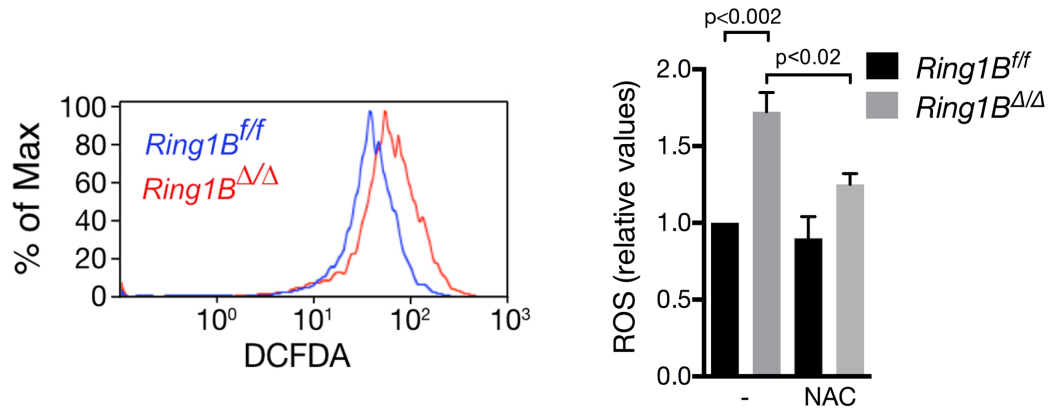 % of Max
100
80
60
40
20
0
Ring1B^f/f
Ring1B^Δ/Δ
10^0
10^1
10^2
10^3
DCFDA
p<0.002
p<0.02
Ring1B^f/f
Ring1B^Δ/Δ
ROS (relative values)
2.0
1.5
1.0
0.5
0.0
-
NAC